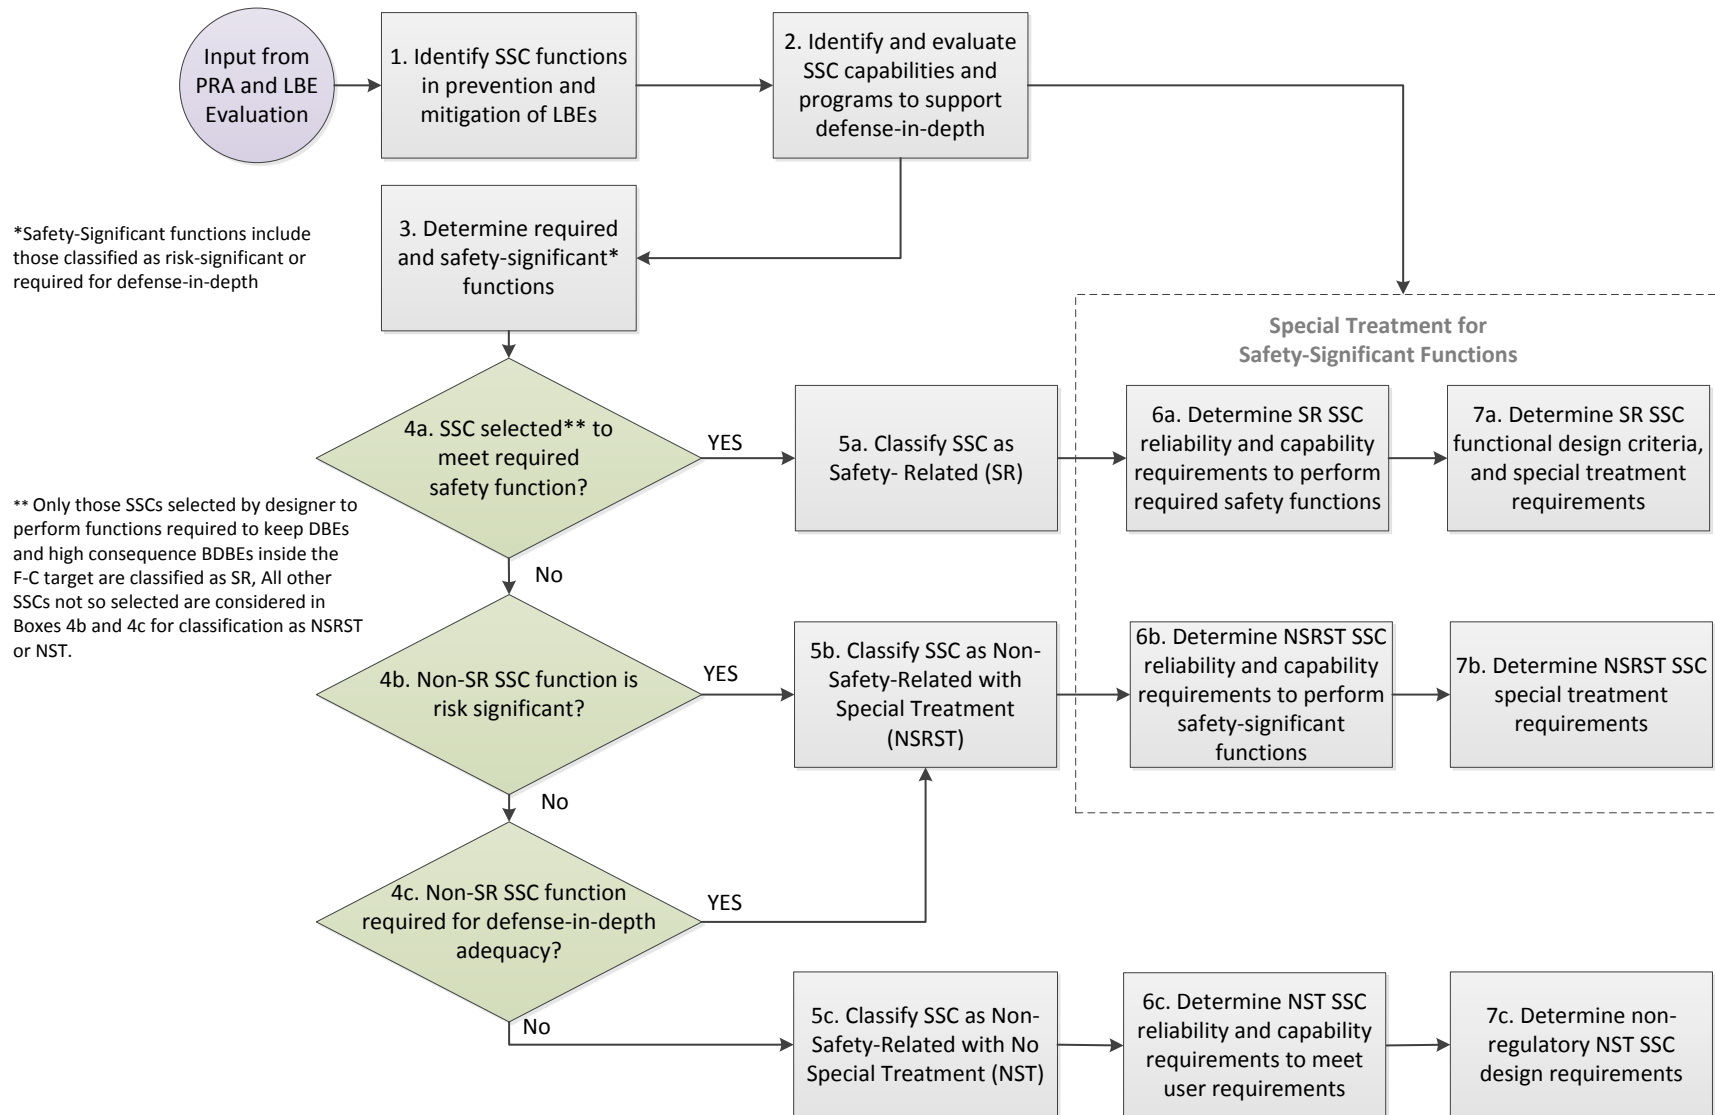 Input from
PRA and LBE
Evaluation
1. Identify SSC functions
in prevention and
mitigation of LBEs
2. Identify and evaluate
SSC capabilities and
programs to support
defense-in-depth
*Safety-Significant functions include
those classified as risk-significant or
required for defense-in-depth
3. Determine required
and safety-significant*
functions
Special Treatment for
Safety-Significant Functions
4a. SSC selected** to
meet required
safety function?
YES
5a. Classify SSC as
Safety- Related (SR)
6a. Determine SR SSC
reliability and capability
requirements to perform
required safety functions
7a. Determine SR SSC
functional design criteria,
and special treatment
requirements
** Only those SSCs selected by designer to
perform functions required to keep DBEs
and high consequence BDBEs inside the
F-C target are classified as SR, All other
SSCs not so selected are considered in
Boxes 4b and 4c for classification as NSRST
or NST.
No
4b. Non-SR SSC function is
risk significant?
YES
5b. Classify SSC as Non-
Safety-Related with
Special Treatment
(NSRST)
6b. Determine NSRST SSC
reliability and capability
requirements to perform
safety-significant
functions
7b. Determine NSRST SSC
special treatment
requirements
No
4c. Non-SR SSC function
required for defense-in-depth
adequacy?
YES
No
5c. Classify SSC as Non-
Safety-Related with No
Special Treatment (NST)
6c. Determine NST SSC
reliability and capability
requirements to meet
user requirements
7c. Determine non-
regulatory NST SSC
design requirements